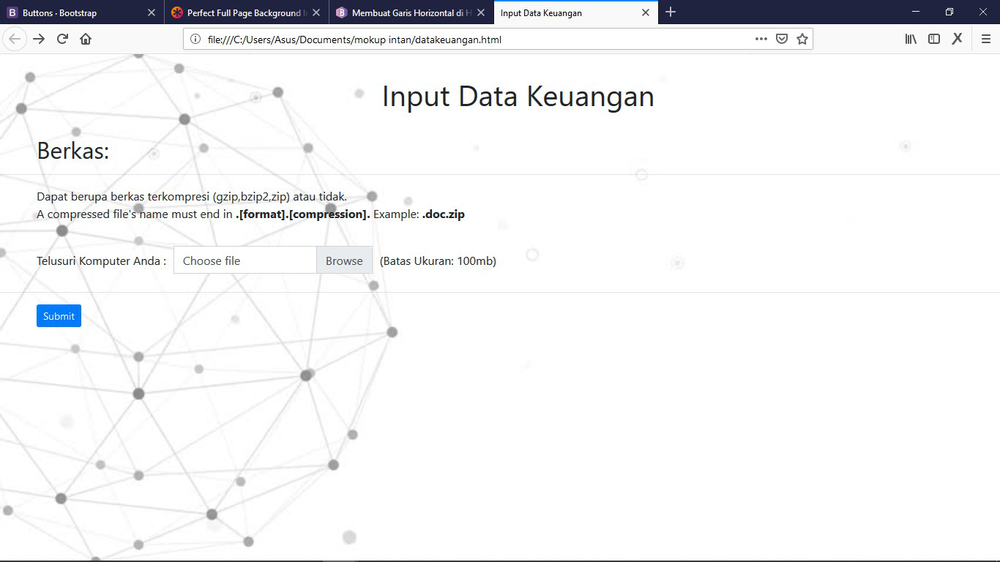 Buttons · Bootstrap
Perfect Full Page Background I
Membuat Garis Horizontal di H
Input Data Keuangan
file:///C:/Users/Asus/Documents/mokup intan/datakeuangan.html
Input Data Keuangan
Berkas:
Dapat berupa berkas terkompresi (gzip,bzip2,zip) atau tidak.
A compressed file's name must end in .[format].[compression]. Example: .doc.zip
Telusuri Komputer Anda : Choose file Browse (Batas Ukuran: 100mb)
Submit